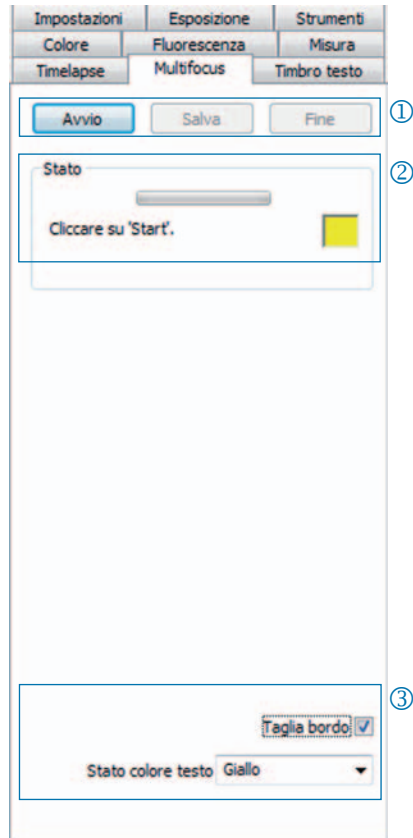 Impostazioni Esposizione Strumenti
Colore Fluorescenza Misura
Timelapse Multifocus Timbro testo
Avvio Salva Fine ①
Stato ②
Cliccare su 'Start'.
③
Taglia bordo
Stato colore testo Giallo